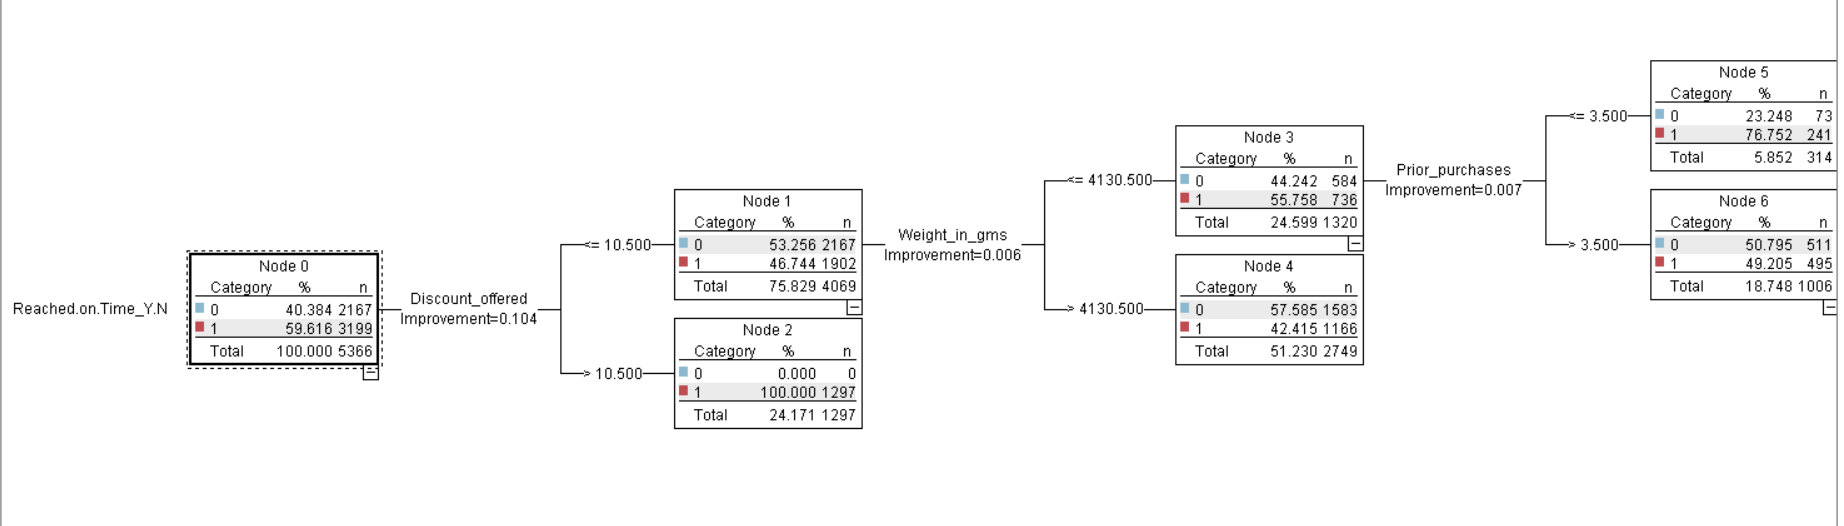 Reached.on.Time_Y.N
Node 0
Category % n
0 40.384 2167
1 59.616 3199
Total 100.000 5366
Discount_offered
Improvement=0.104
<= 10.500
> 10.500
Node 1
Category % n
0 53.256 2167
1 46.744 1902
Total 75.829 4069
Node 2
Category % n
0 0.000 0
1 100.000 1297
Total 24.171 1297
Weight_in_gms
Improvement=0.006
<= 4130.500
> 4130.500
Node 3
Category % n
0 44.242 584
1 55.758 736
Total 24.599 1320
Node 4
Category % n
0 57.585 1583
1 42.415 1166
Total 51.230 2749
Prior_purchases
Improvement=0.007
<= 3.500
> 3.500
Node 5
Category % n
0 23.248 73
1 76.752 241
Total 5.852 314
Node 6
Category % n
0 50.795 511
1 49.205 495
Total 18.748 1006